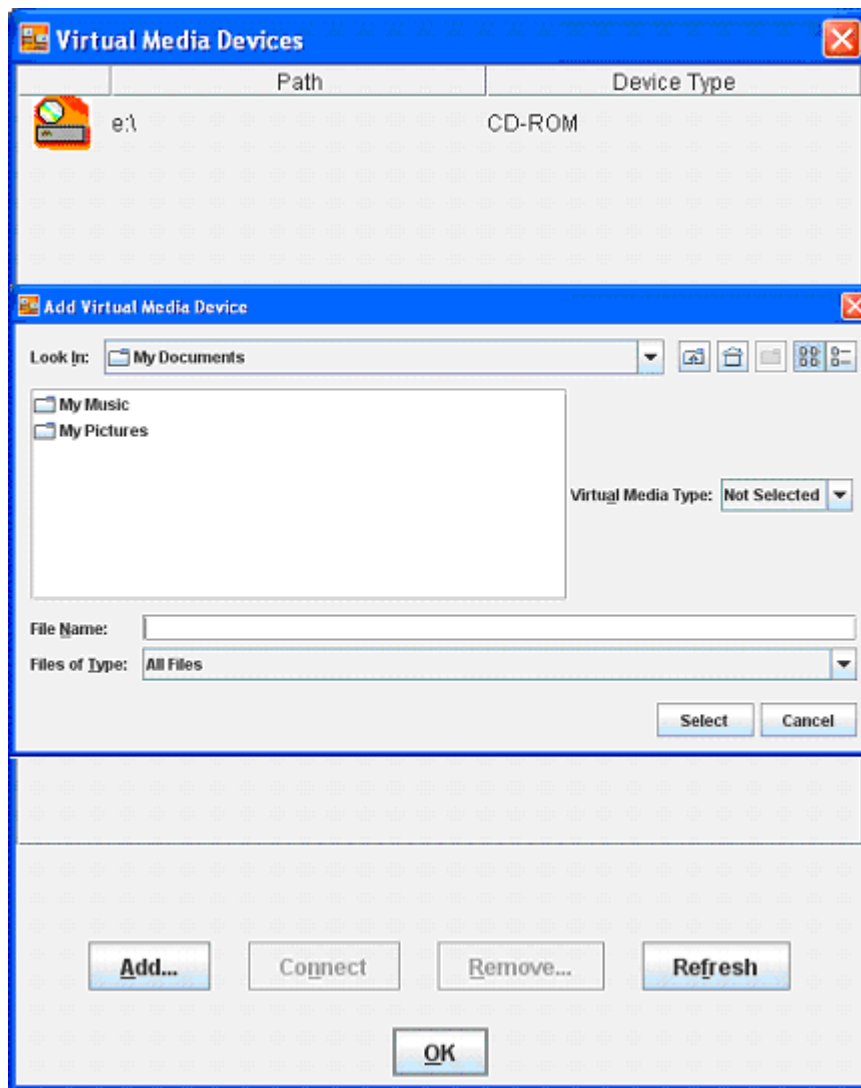 Virtual Media Devices
Path Device Type
e:\ CD-ROM
Add Virtual Media Device
Look In: My Documents
My Music
My Pictures
Virtual Media Type: Not Selected
File Name:
Files of Type: All Files
Select Cancel
Add... Connect Remove... Refresh
OK